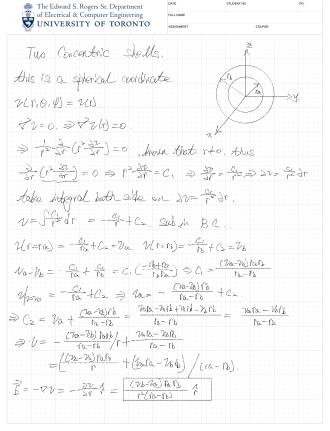 The Edward S. Rogers Sr. Department
of Electrical & Computer Engineering
UNIVERSITY OF TORONTO
DATE
STUDENT NO.
PG
FULL NAME
ASSIGNMENT
COURSE
Two Concentric shells.
this is a spherical coordinate
V(r,θ,φ) = V(r).
∇²V=0. ⇒ ∇²V(r)=0.
⇒ 1/r² ∂/∂r (r² ∂V/∂r) = 0. known that r≠0, thus
∂/∂r (r² ∂V/∂r) = 0 ⇒ r² ∂V/∂r = C₁ ⇒ ∂V/∂r = C₁/r² ⇒ ∂V = C₁/r² ∂r.
take integral both side on ∂V = C₁/r² ∂r.
V = ∫ C₁/r² dr = -C₁/r + C₂. sub in B.C.
V(r=ra) = -C₁/ra + C₂ = Va V(r=rb) = -C₁/rb + C₂ = Vb
Va-Vb = -C₁/ra + C₁/rb = C₁ (-rb+ra / rarb) ⇒ C₁ = (Va-Vb)rarb / ra-rb
= -C₁/ra + C₂ ⇒ Va = -(Va-Vb)rb / ra-rb + C₂.
⇒ C₂ = Va + (Va-Vb)rb / ra-rb = Vara-Varb+Varb-Vbrb / ra-rb = Vara-Vbrb / ra-rb
⇒ V = -(Va-Vb)rarb / ra-rb /r + Vara-Vbrb / ra-rb
= [(Vb-Va)rarb / r + (Vara-Vbrb)] / (ra-rb).
E = -∇V = -∂V/∂r r̂ = (Vb-Va)rarb / r²(ra-rb) r̂